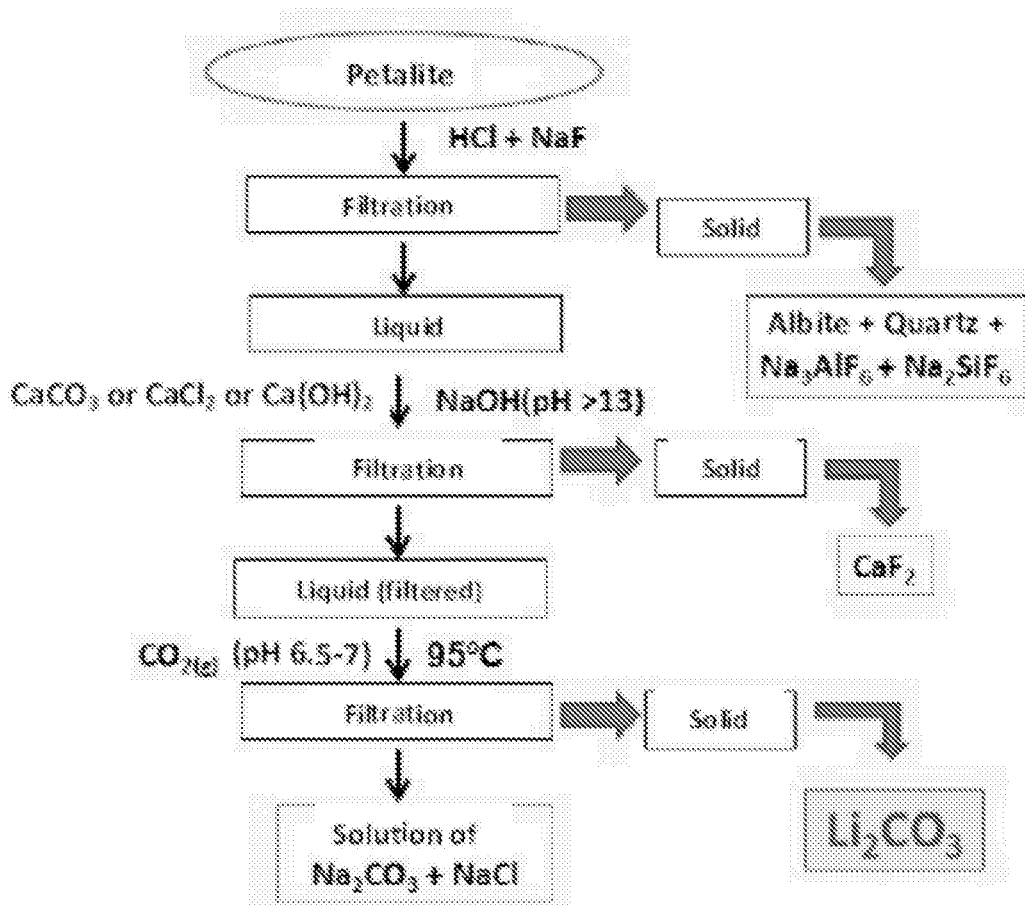 Petalite
HCl + NaF
Filtration
Solid
Liquid
Albite + Quartz +
Na₃AlF₆ + Na₂SiF₆
CaCO₃ or CaCl₂ or Ca(OH)₂
NaOH(pH >13)
Filtration
Solid
CaF₂
Liquid (filtered)
CO₂₍g₎ (pH 6.5-7)
95°C
Filtration
Solid
Li₂CO₃
Solution of
Na₂CO₃ + NaCl